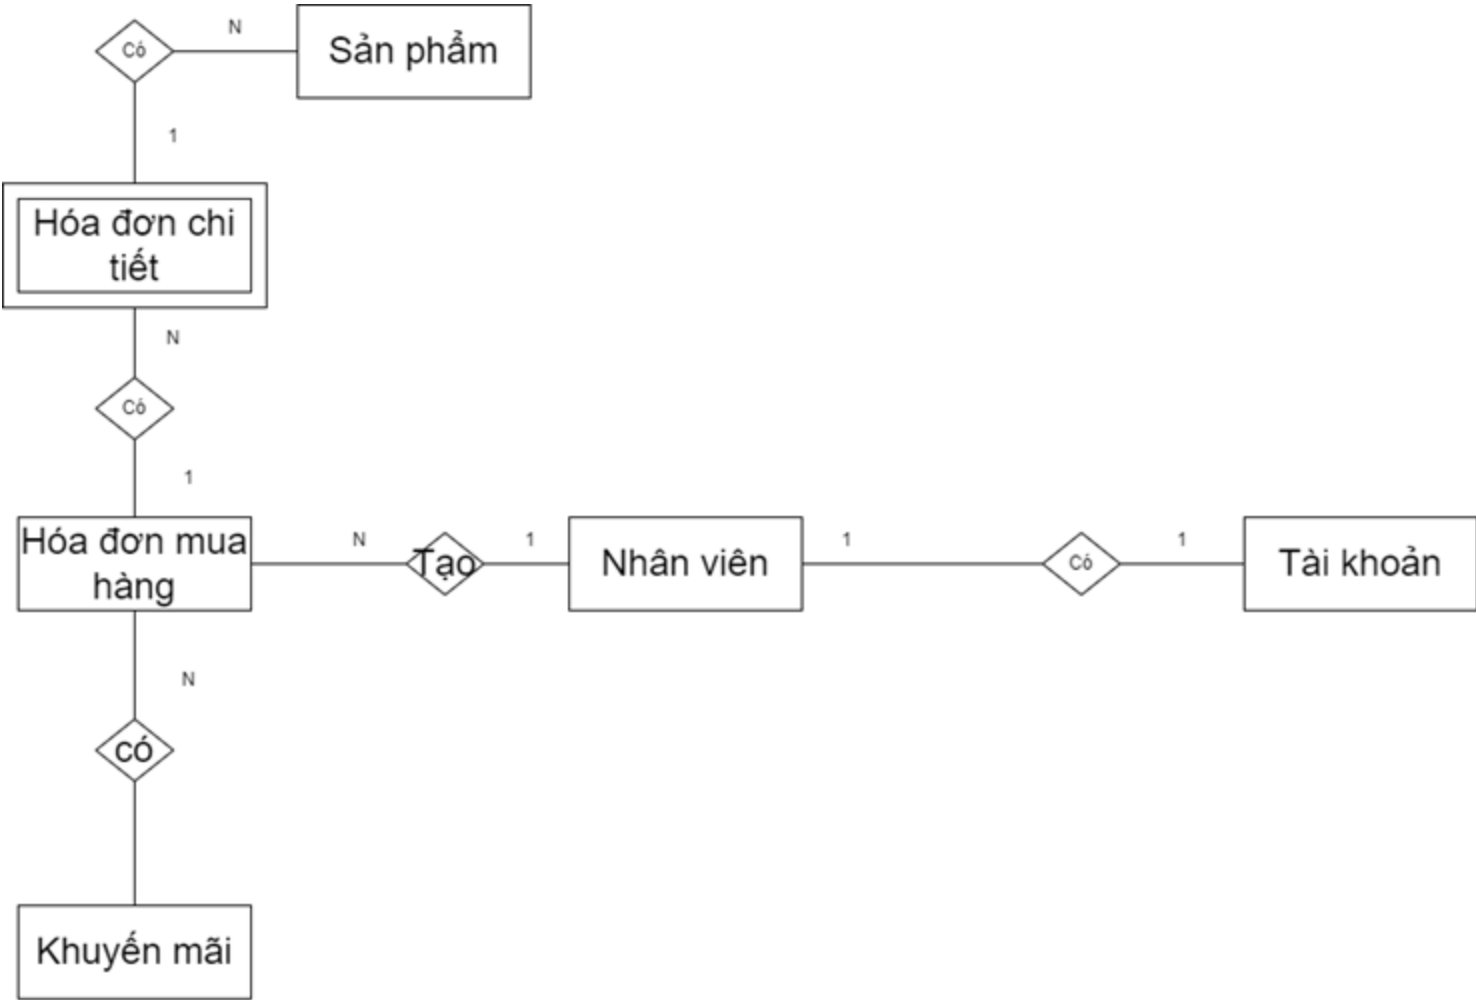 N
Có
Sản phẩm
1
Hóa đơn chi
tiết
N
Có
1
Hóa đơn mua
hàng
N
Tạo
1
Nhân viên
1
Có
1
Tài khoản
N
có
Khuyến mãi